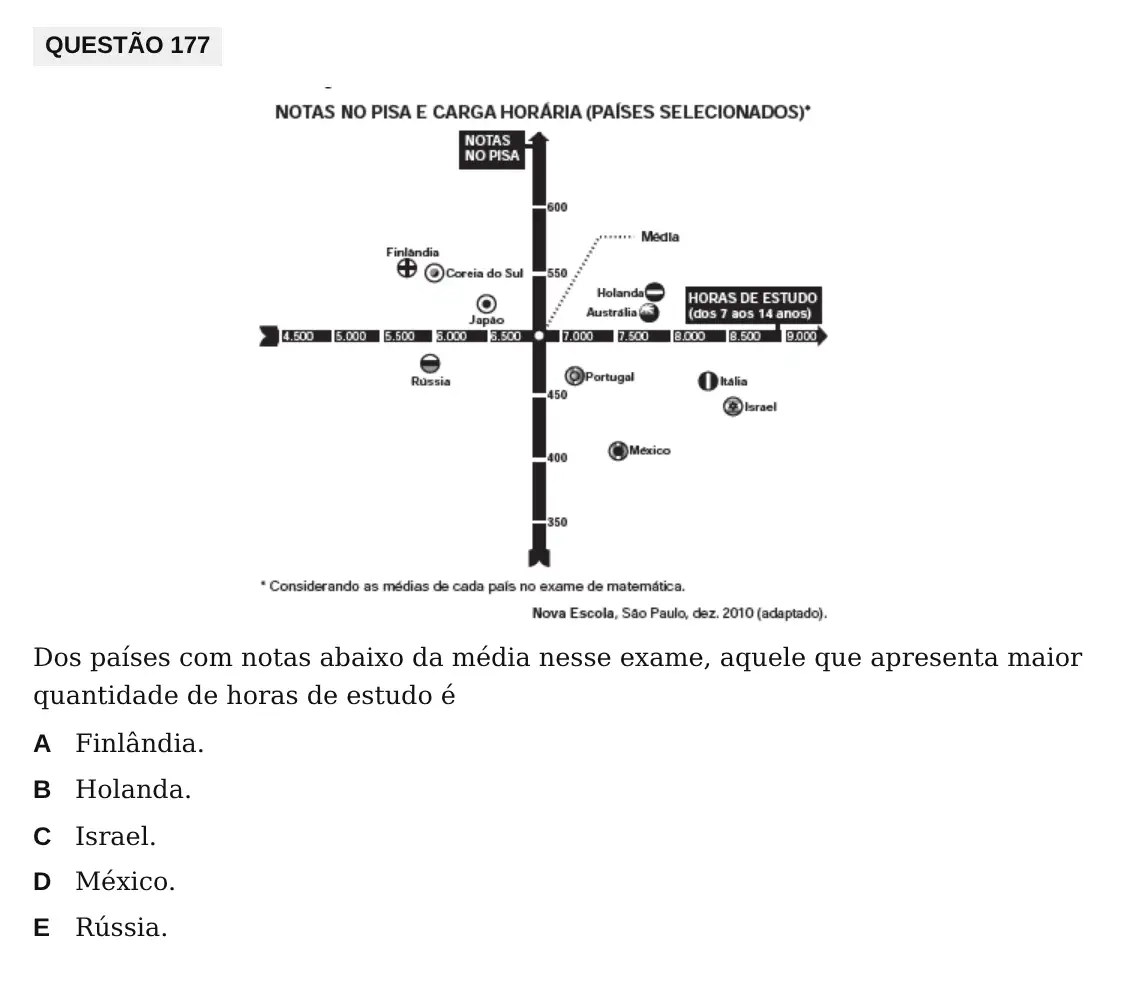 QUESTÃO 177
NOTAS NO PISA E CARGA HORÁRIA (PAÍSES SELECIONADOS)*
NOTAS
NO PISA
600
Média
Finlândia
Coreia do Sul
550
Holanda
HORAS DE ESTUDO
(dos 7 aos 14 anos)
Austrália
Japão
4.500 5.000 5.500 6.000 6.500 7.000 7.500 8.000 8.500 9.000
Rússia
Portugal
Itália
450
Israel
México
400
350
* Considerando as médias de cada país no exame de matemática.
Nova Escola, São Paulo, dez. 2010 (adaptado).
Dos países com notas abaixo da média nesse exame, aquele que apresenta maior
quantidade de horas de estudo é
A Finlândia.
B Holanda.
C Israel.
D México.
E Rússia.